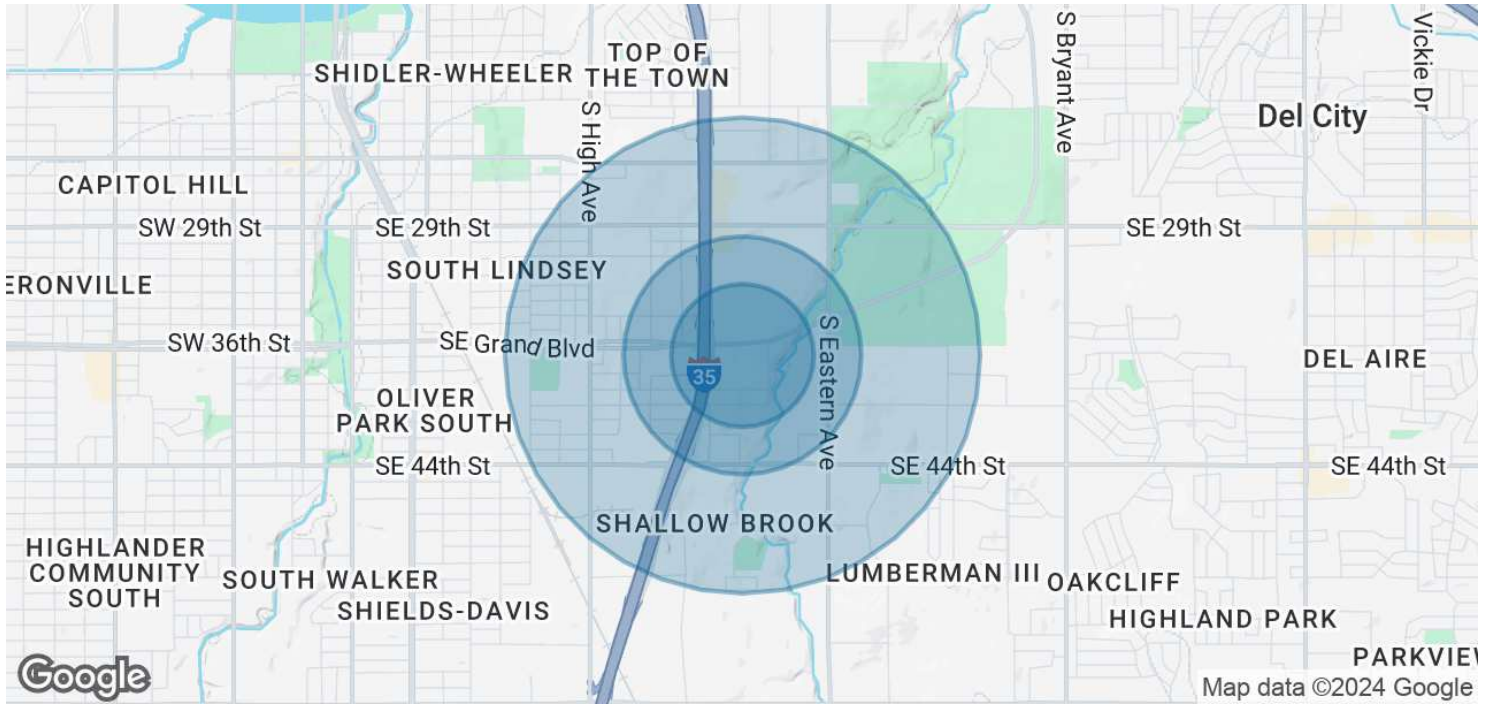 S Bryant Ave
Vickie Dr
TOP OF
THE TOWN
SHIDLER-WHEELER
S High Ave
Del City
CAPITOL HILL
SW 29th St
SE 29th St
SE 29th St
SOUTH LINDSEY
ERONVILLE
SW 36th St
SE Grand Blvd
S Eastern Ave
DEL AIRE
35
OLIVER
PARK SOUTH
SE 44th St
SE 44th St
SE 44th St
SHALLOW BROOK
HIGHLANDER
COMMUNITY
SOUTH
SOUTH WALKER
LUMBERMAN III
OAKCLIFF
SHIELDS-DAVIS
HIGHLAND PARK
PARKVIEW
Google
Map data ©2024 Google